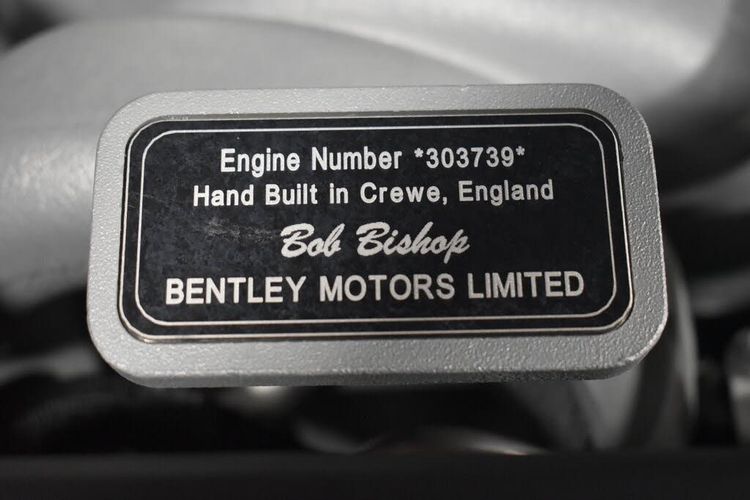 Engine Number *303739*
Hand Built in Crewe, England
Bob Bishop
BENTLEY MOTORS LIMITED